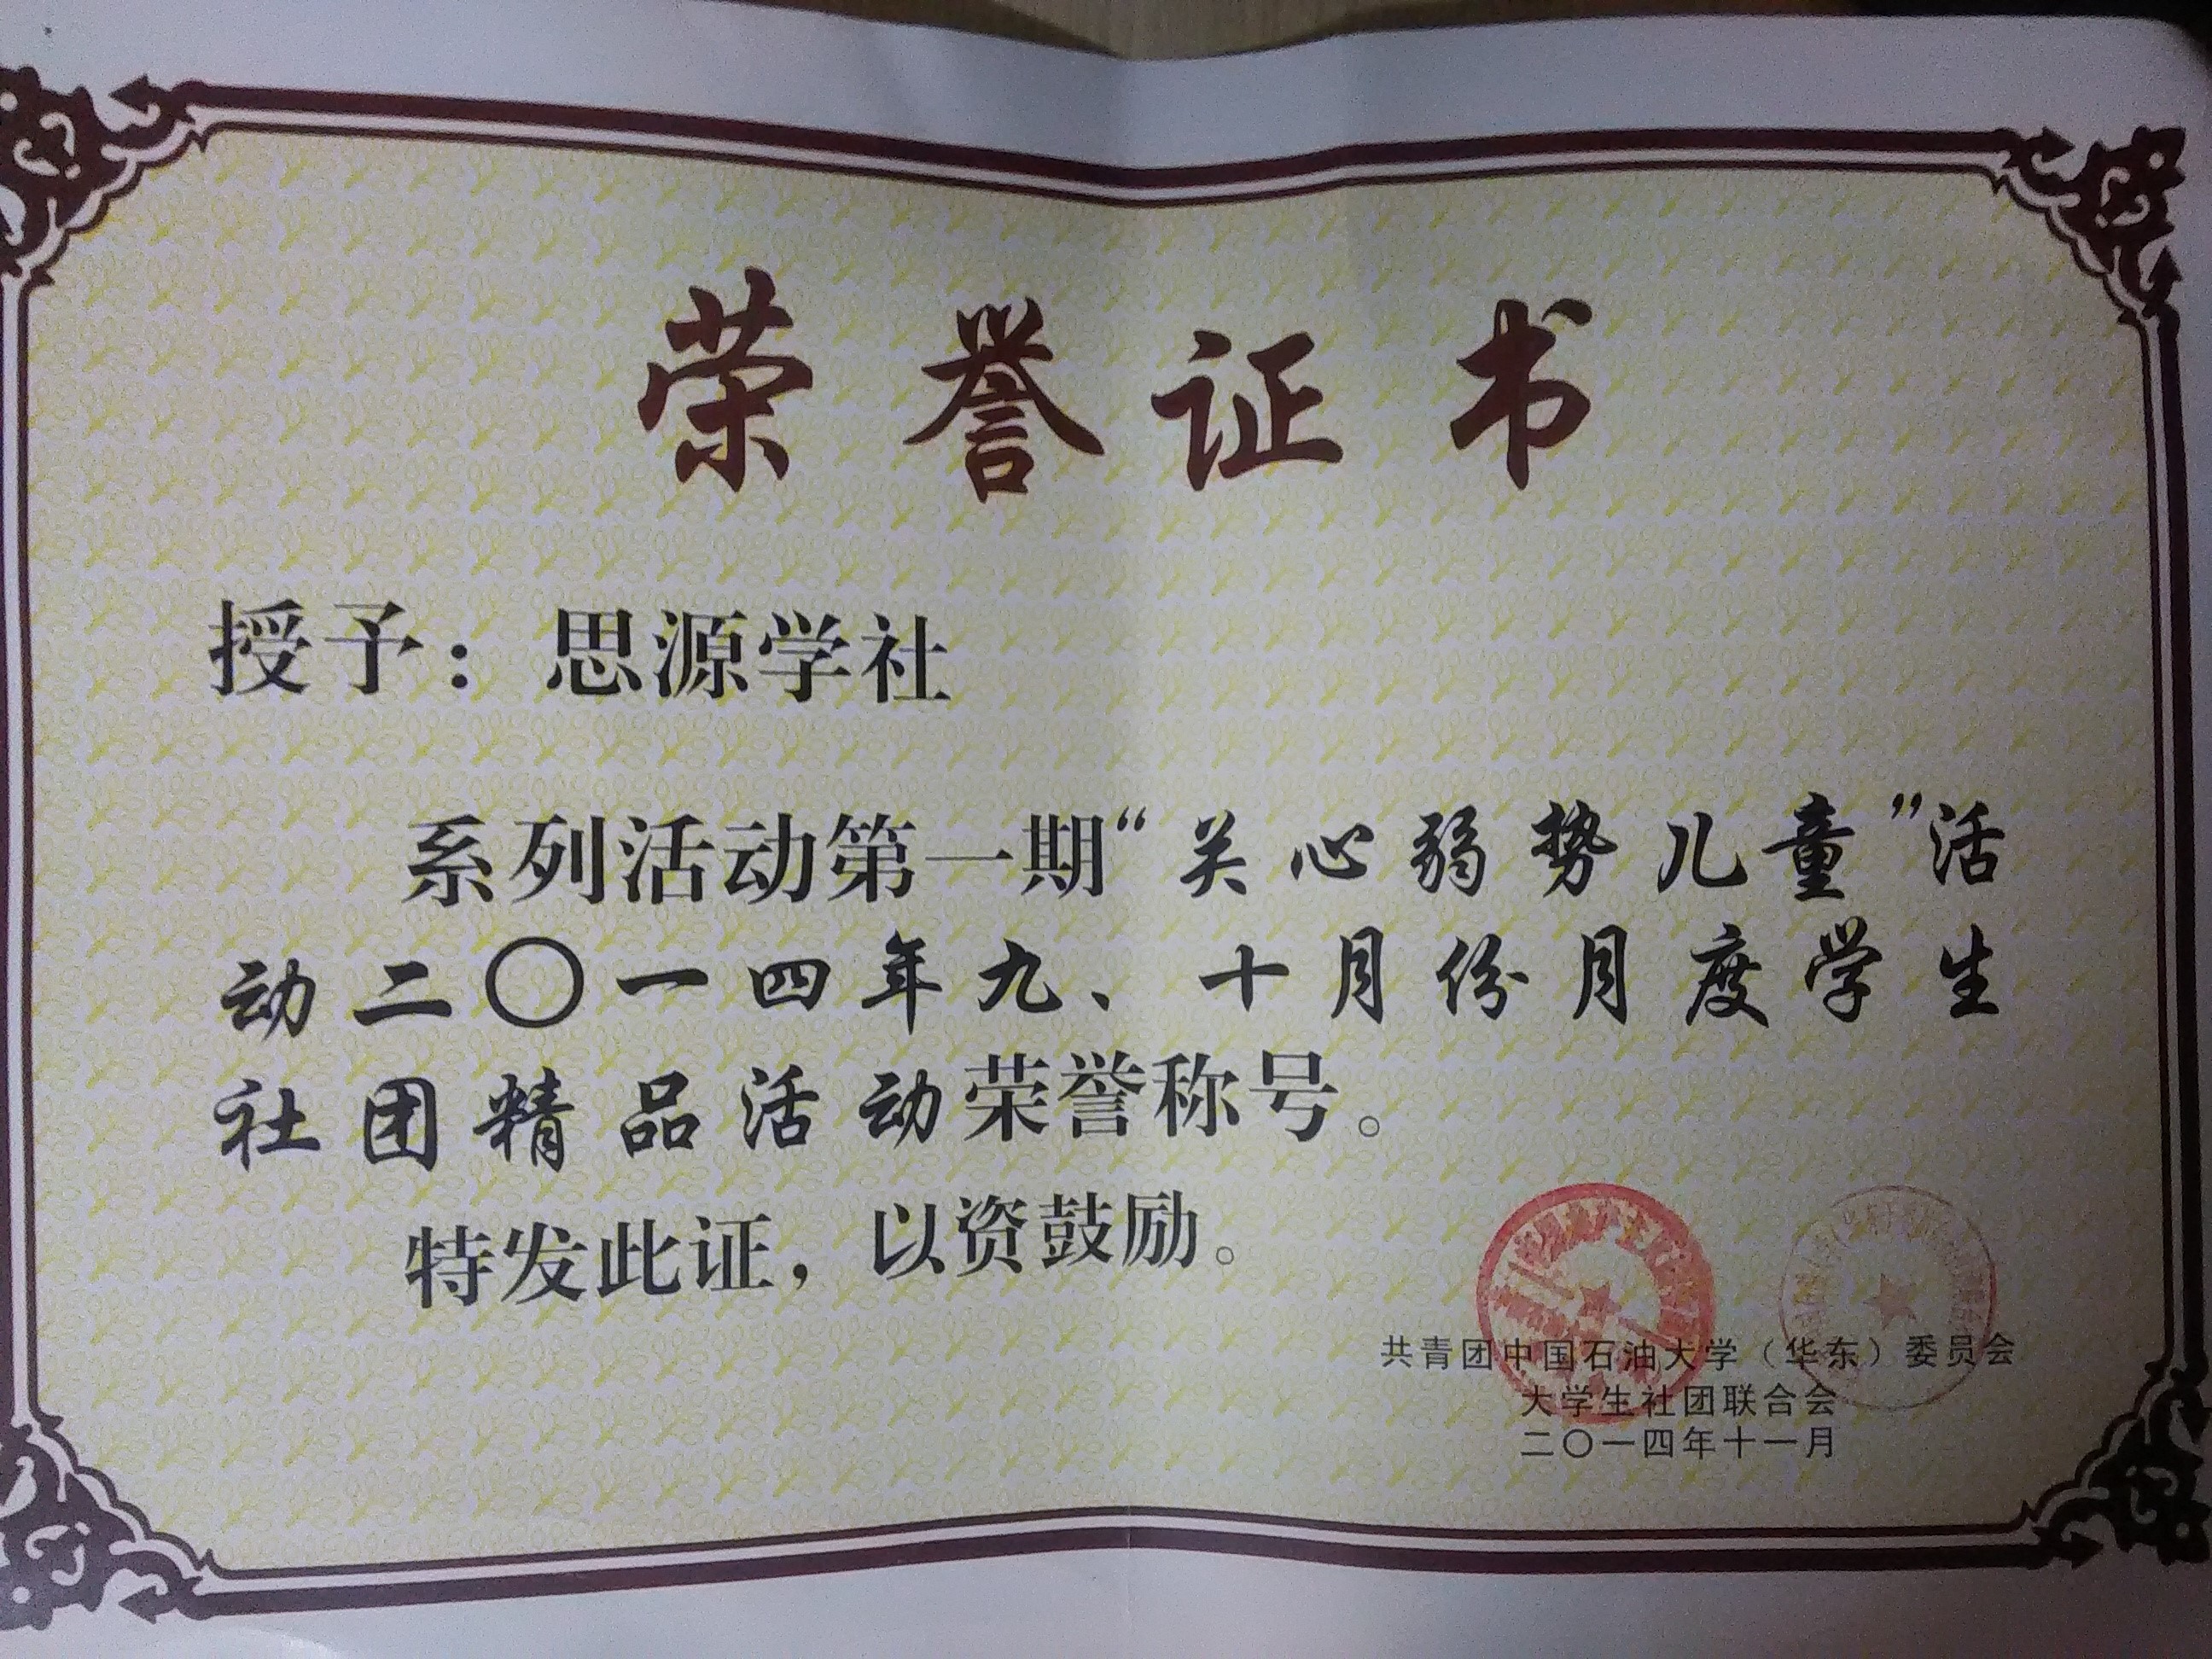 荣誉证书
授予：思源学社
系列活动第一期“关心弱势儿童”活
动二〇一四年九、十月份月度学生
社团精品活动荣誉称号。
特发此证，以资鼓励。
共青团中国石油大学（华东）委员会
大学生社团联合会
二〇一四年十一月